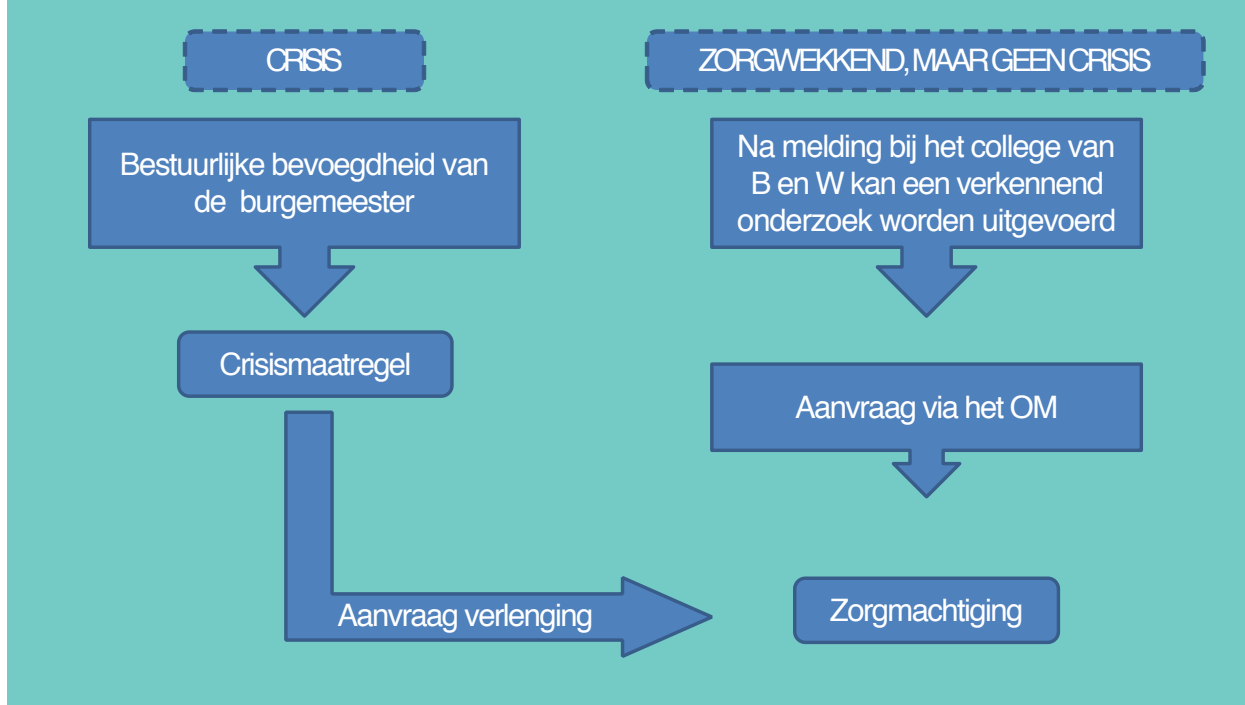 CRISIS
Bestuurlijke bevoegdheid van
de burgemeester
Crisismaatregel
Aanvraag verlenging
ZORGWEKKEND, MAAR GEEN CRISIS
Na melding bij het college van
B en W kan een verkennend
onderzoek worden uitgevoerd
Aanvraag via het OM
Zorgmachtiging